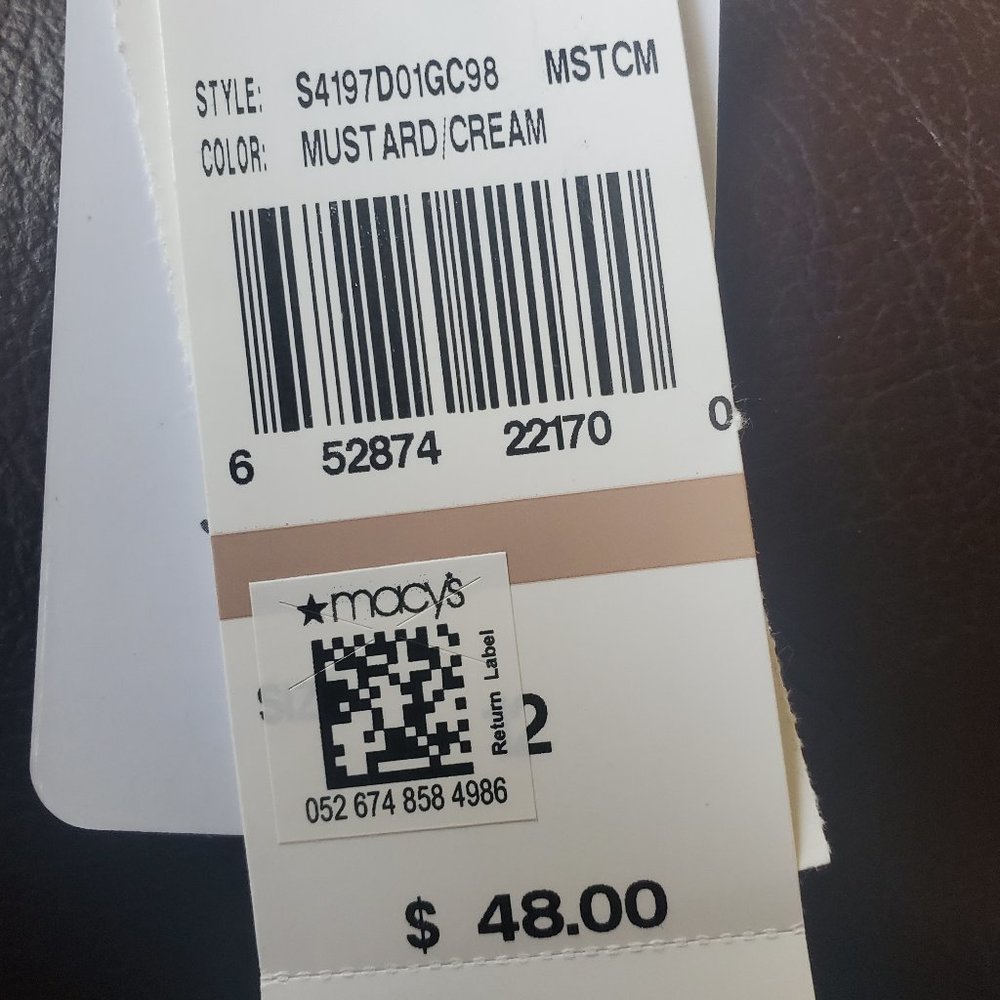 STYLE: S4197D01GC98 MSTCM
COLOR: MUSTARD/CREAM
6 52874 22170 0
macy's
Return Label
2
052 674 858 4986
$ 48.00